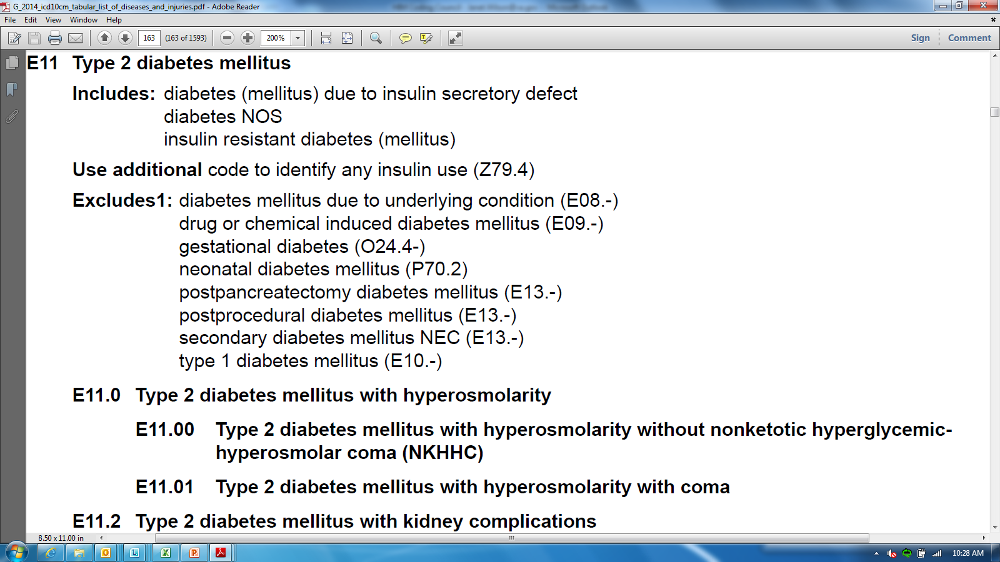 G_2014_icd10cm_tabular_list_of_diseases_and_injuries.pdf - Adobe Reader
File Edit View Window Help
163 (163 of 1593) 200% Sign Comment
E11 Type 2 diabetes mellitus
Includes: diabetes (mellitus) due to insulin secretory defect
diabetes NOS
insulin resistant diabetes (mellitus)
Use additional code to identify any insulin use (Z79.4)
Excludes1: diabetes mellitus due to underlying condition (E08.-)
drug or chemical induced diabetes mellitus (E09.-)
gestational diabetes (O24.4-)
neonatal diabetes mellitus (P70.2)
postpancreatectomy diabetes mellitus (E13.-)
postprocedural diabetes mellitus (E13.-)
secondary diabetes mellitus NEC (E13.-)
type 1 diabetes mellitus (E10.-)
E11.0 Type 2 diabetes mellitus with hyperosmolarity
E11.00 Type 2 diabetes mellitus with hyperosmolarity without nonketotic hyperglycemic-
hyperosmolar coma (NKHHC)
E11.01 Type 2 diabetes mellitus with hyperosmolarity with coma
E11.2 Type 2 diabetes mellitus with kidney complications
8.50 x 11.00 in
10:28 AM